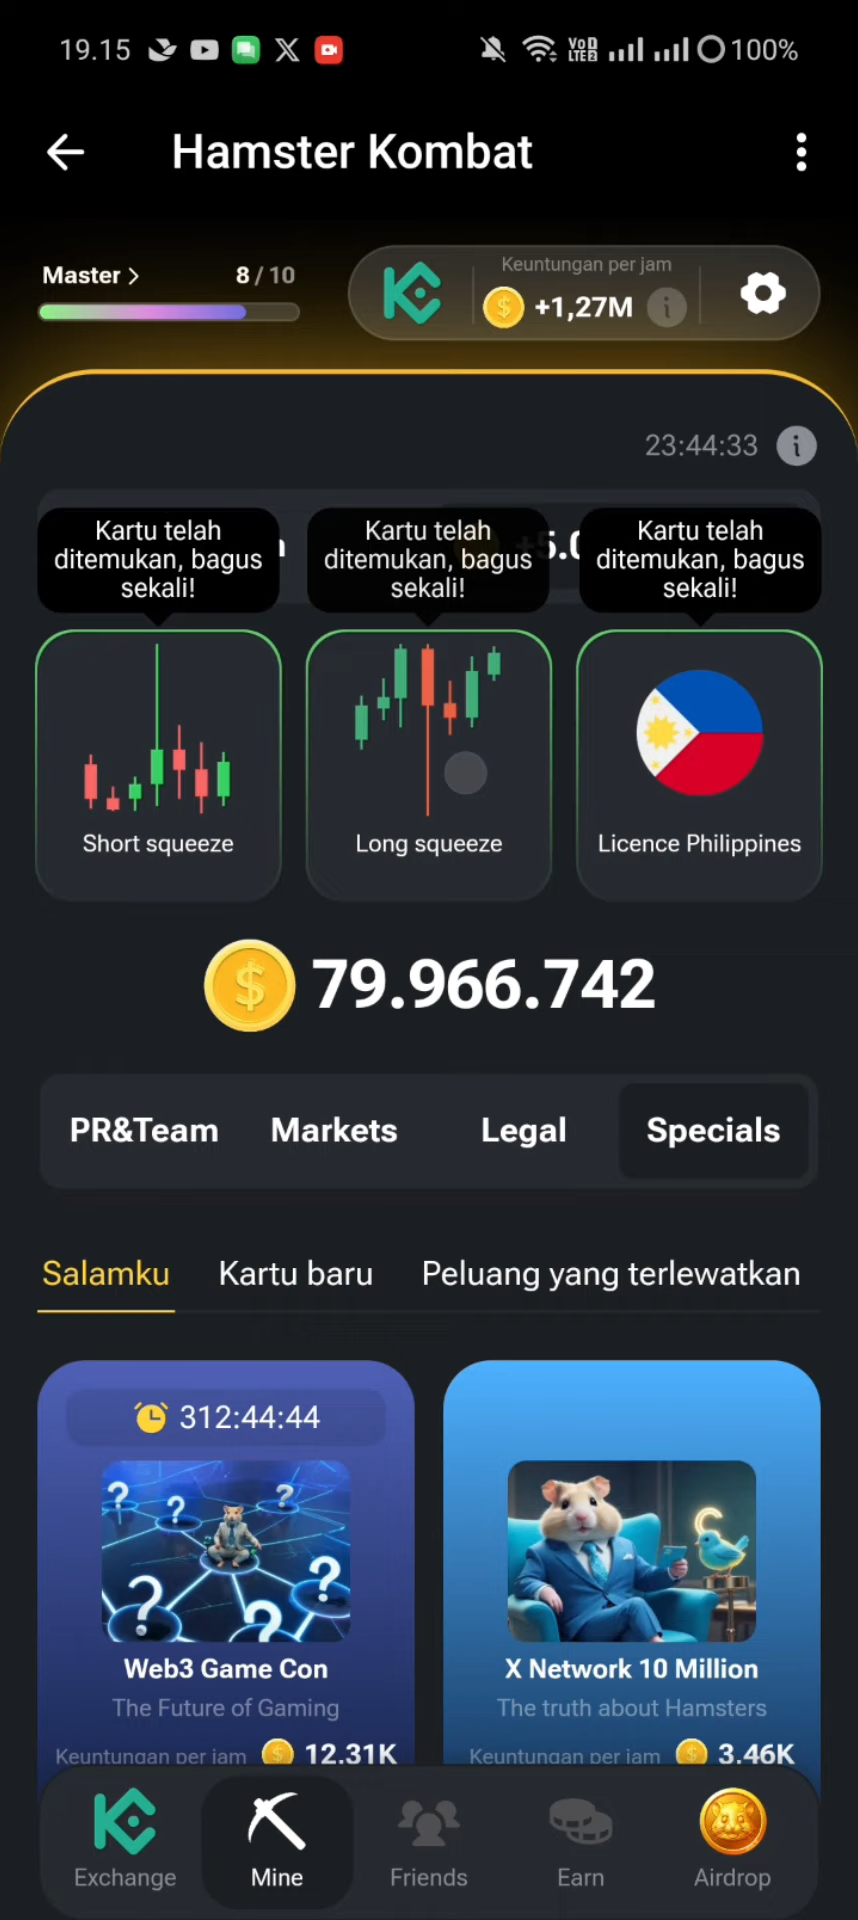 19.15
VoD
LTE2
100%
Hamster Kombat
Master >
8 / 10
Keuntungan per jam
+1,27M
23:44:33
Kartu telah
ditemukan, bagus
sekali!
Kartu telah
ditemukan, bagus
sekali!
Kartu telah
ditemukan, bagus
sekali!
Short squeeze
Long squeeze
Licence Philippines
79.966.742
PR&Team
Markets
Legal
Specials
Salamku
Kartu baru
Peluang yang terlewatkan
312:44:44
Web3 Game Con
The Future of Gaming
Keuntungan per jam
12.31K
X Network 10 Million
The truth about Hamsters
Keuntungan per jam
3.46K
Exchange
Mine
Friends
Earn
Airdrop